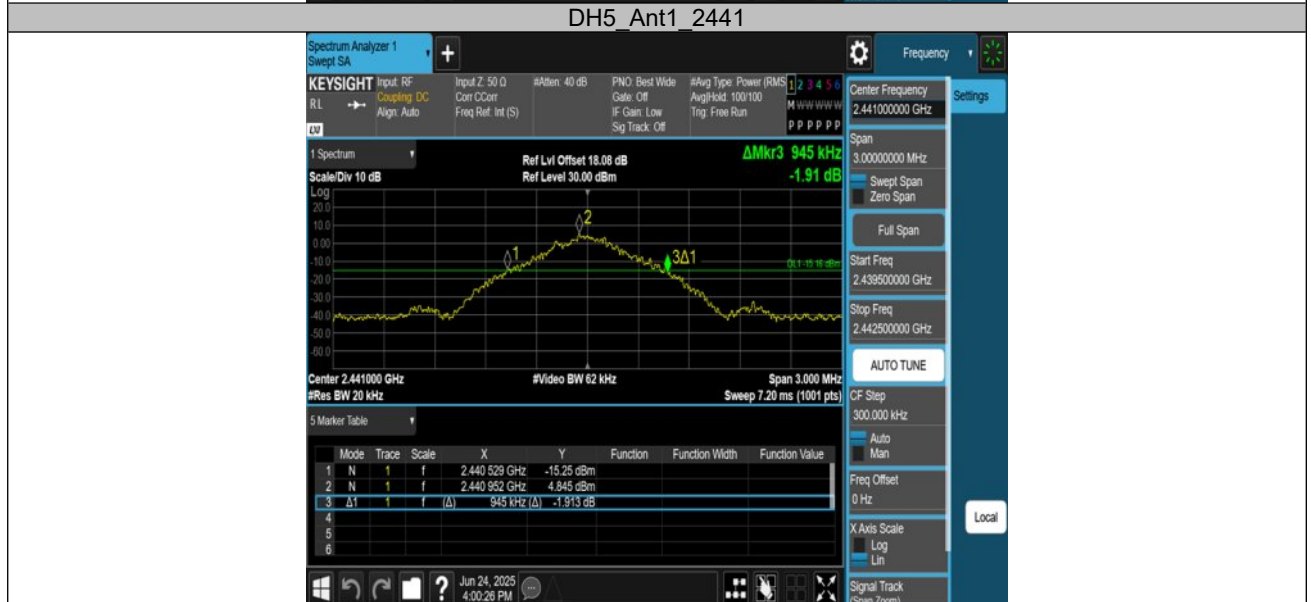 DH5_Ant1_2441
Spectrum Analyzer 1
Swept SA
+
Frequency
KEYSIGHT
RL
LXI
Input: RF
Coupling: DC
Align: Auto
Input Z: 50 Ω
Corr CCorr
Freq Ref: Int (S)
#Atten: 40 dB
PNO: Best Wide
Gate: Off
IF Gain: Low
Sig Track: Off
#Avg Type: Power (RMS
Avg|Hold: 100/100
Trig: Free Run
1 2 3 4 5 6
M W W W W W
P P P P P P
1 Spectrum
Scale/Div 10 dB
Ref Lvl Offset 18.08 dB
Ref Level 30.00 dBm
ΔMkr3 945 kHz
-1.91 dB
Log
20.0
10.0
0.00
-10.0
-20.0
-30.0
-40.0
-50.0
-60.0
1
2
3Δ1
DL1 -15.16 dBm
Center 2.441000 GHz
#Res BW 20 kHz
#Video BW 62 kHz
Span 3.000 MHz
Sweep 7.20 ms (1001 pts)
5 Marker Table
Mode Trace Scale X Y Function Function Width Function Value
1 N 1 f 2.440 529 GHz -15.25 dBm
2 N 1 f 2.440 952 GHz 4.845 dBm
3 Δ1 1 f (Δ) 945 kHz (Δ) -1.913 dB
4
5
6
?
Jun 24, 2025
4:00:26 PM
Center Frequency
2.441000000 GHz
Span
3.00000000 MHz
Swept Span
Zero Span
Full Span
Start Freq
2.439500000 GHz
Stop Freq
2.442500000 GHz
AUTO TUNE
CF Step
300.000 kHz
Auto
Man
Freq Offset
0 Hz
X Axis Scale
Log
Lin
Signal Track
(Span Zoom)
Settings
Local